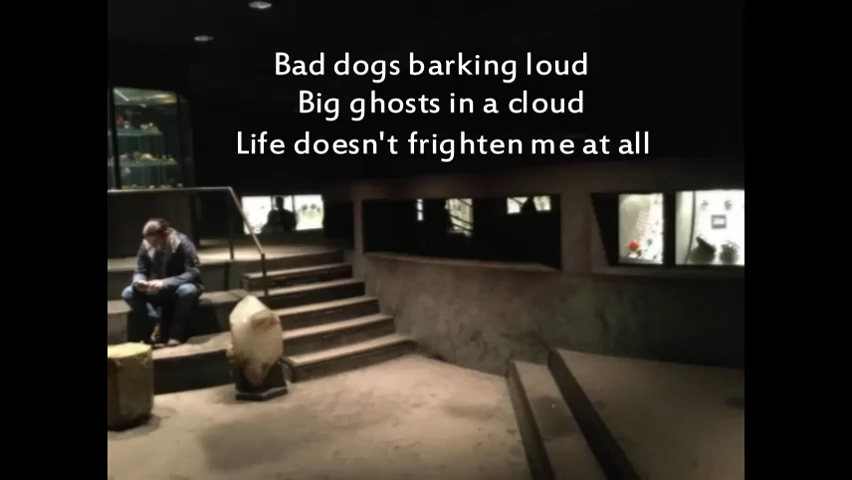 Bad dogs barking loud
Big ghosts in a cloud
Life doesn't frighten me at all